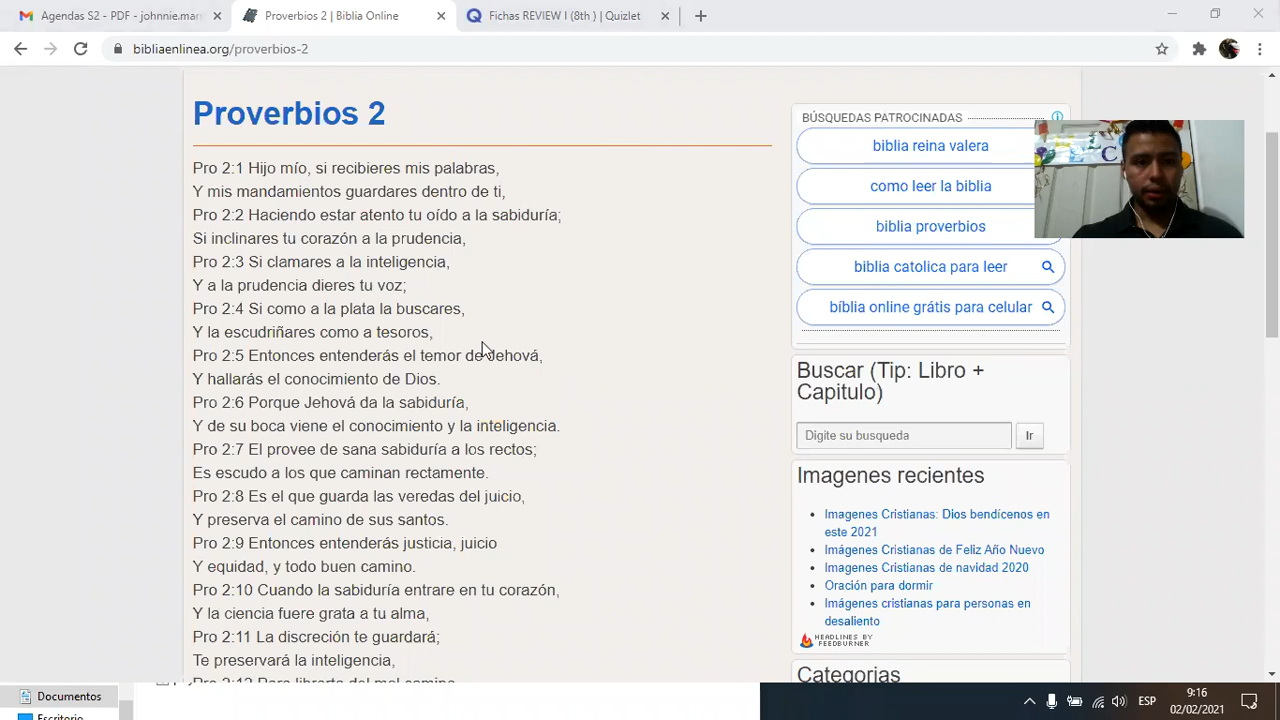 Agendas S2 - PDF - johnnie.man
Proverbios 2 | Biblia Online
Fichas REVIEW I (8th ) | Quizlet
bibliaenlinea.org/proverbios-2
Proverbios 2
Pro 2:1 Hijo mío, si recibieres mis palabras,
Y mis mandamientos guardares dentro de ti,
Pro 2:2 Haciendo estar atento tu oído a la sabiduría;
Si inclinares tu corazón a la prudencia,
Pro 2:3 Si clamares a la inteligencia,
Y a la prudencia dieres tu voz;
Pro 2:4 Si como a la plata la buscares,
Y la escudriñares como a tesoros,
Pro 2:5 Entonces entenderás el temor de Jehová,
Y hallarás el conocimiento de Dios.
Pro 2:6 Porque Jehová da la sabiduría,
Y de su boca viene el conocimiento y la inteligencia.
Pro 2:7 El provee de sana sabiduría a los rectos;
Es escudo a los que caminan rectamente.
Pro 2:8 Es el que guarda las veredas del juicio,
Y preserva el camino de sus santos.
Pro 2:9 Entonces entenderás justicia, juicio
Y equidad, y todo buen camino.
Pro 2:10 Cuando la sabiduría entrare en tu corazón,
Y la ciencia fuere grata a tu alma,
Pro 2:11 La discreción te guardará;
Te preservará la inteligencia,
BÚSQUEDAS PATROCINADAS
biblia reina valera
como leer la biblia
biblia proverbios
biblia catolica para leer
bíblia online grátis para celular
C
Buscar (Tip: Libro +
Capitulo)
Digite su busqueda
Ir
Imagenes recientes
Imagenes Cristianas: Dios bendícenos en
este 2021
Imágenes Cristianas de Feliz Año Nuevo
Imagenes Cristianas de navidad 2020
Oración para dormir
Imágenes cristianas para personas en
desaliento
HEADLINES BY
FEEDBURNER
Categorias
Documentos
Escritorio
ESP
9:16
02/02/2021